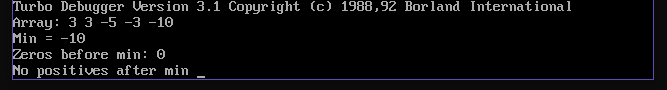 Turbo Debugger Version 3.1 Copyright (c) 1988,92 Borland International
Array: 3 3 -5 -3 -10
Min = -10
Zeros before min: 0
No positives after min _